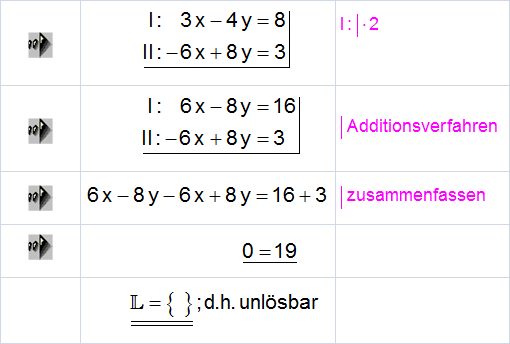 I: 3x − 4y = 8 I:|· 2
II: −6x + 8y = 3
I: 6x − 8y = 16
II: −6x + 8y = 3 |Additionsverfahren
6x − 8y − 6x + 8y = 16 + 3 |zusammenfassen
0 = 19
𝕃 = { }; d.h. unlösbar